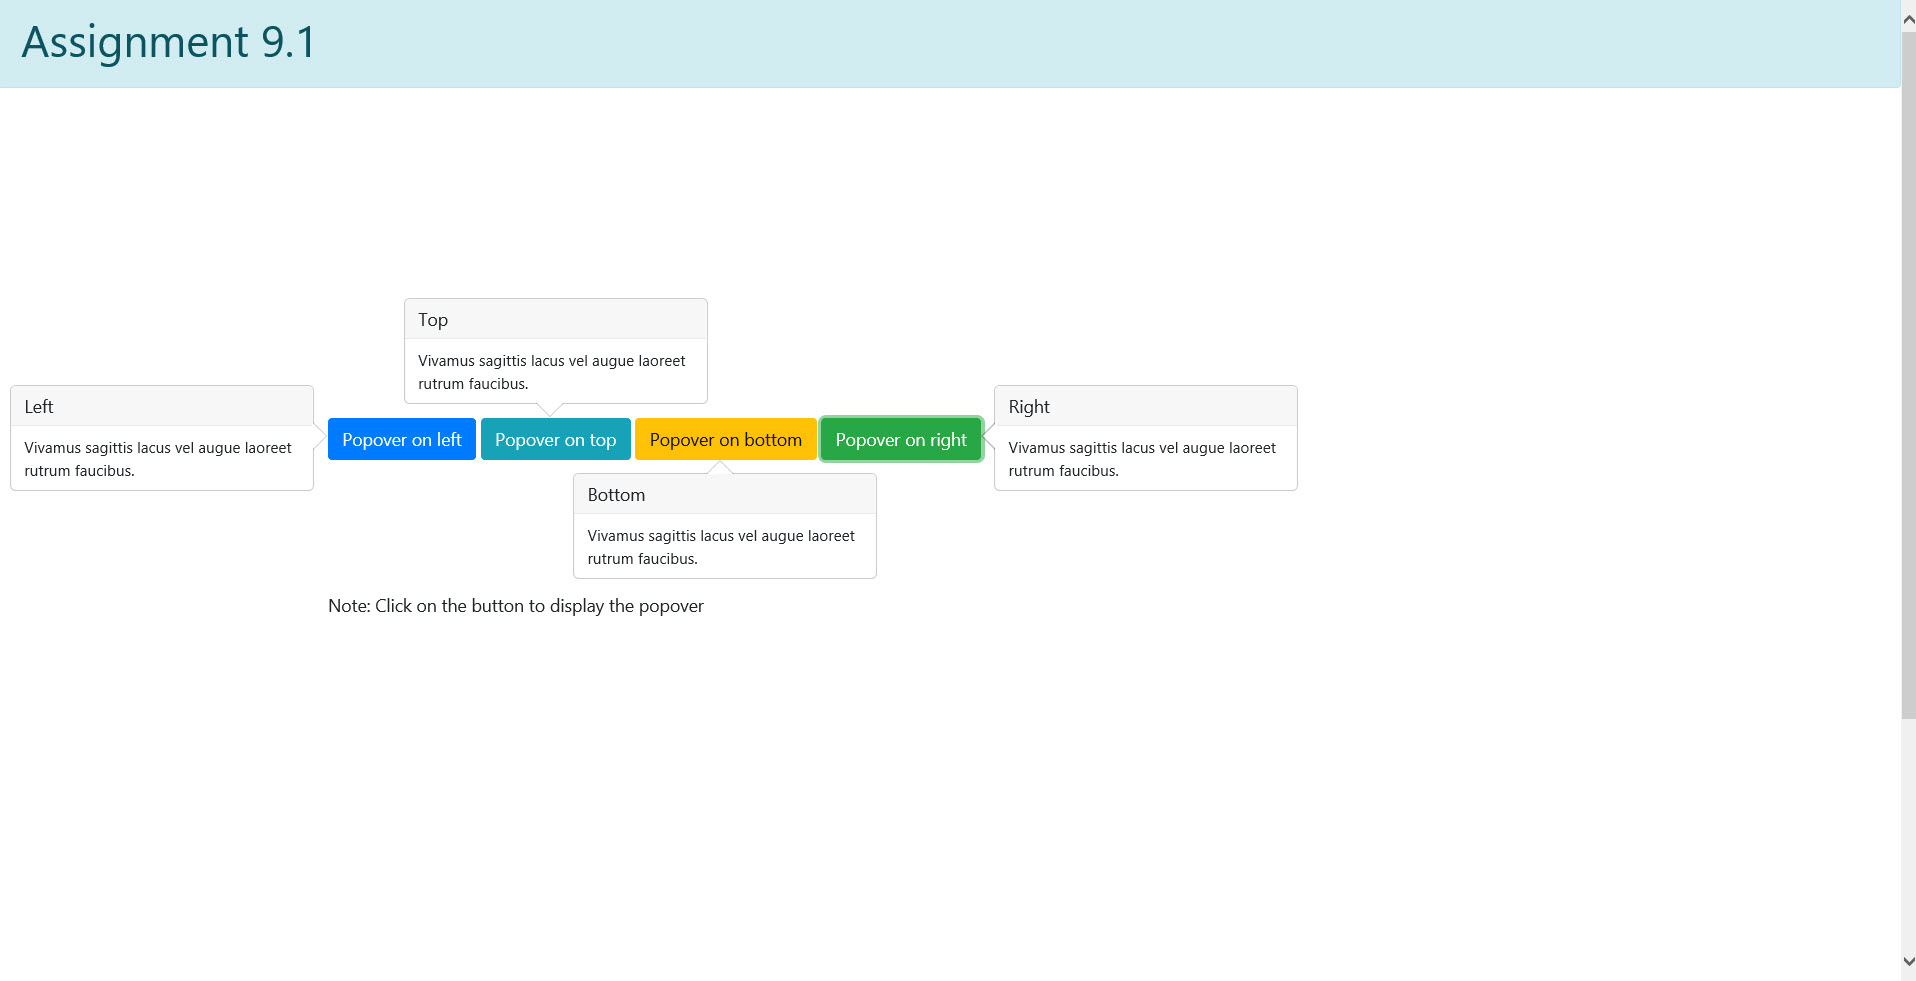 Assignment 9.1
Top
Vivamus sagittis lacus vel augue laoreet
rutrum faucibus.
Left
Vivamus sagittis lacus vel augue laoreet
rutrum faucibus.
Popover on left
Popover on top
Popover on bottom
Popover on right
Right
Vivamus sagittis lacus vel augue laoreet
rutrum faucibus.
Bottom
Vivamus sagittis lacus vel augue laoreet
rutrum faucibus.
Note: Click on the button to display the popover